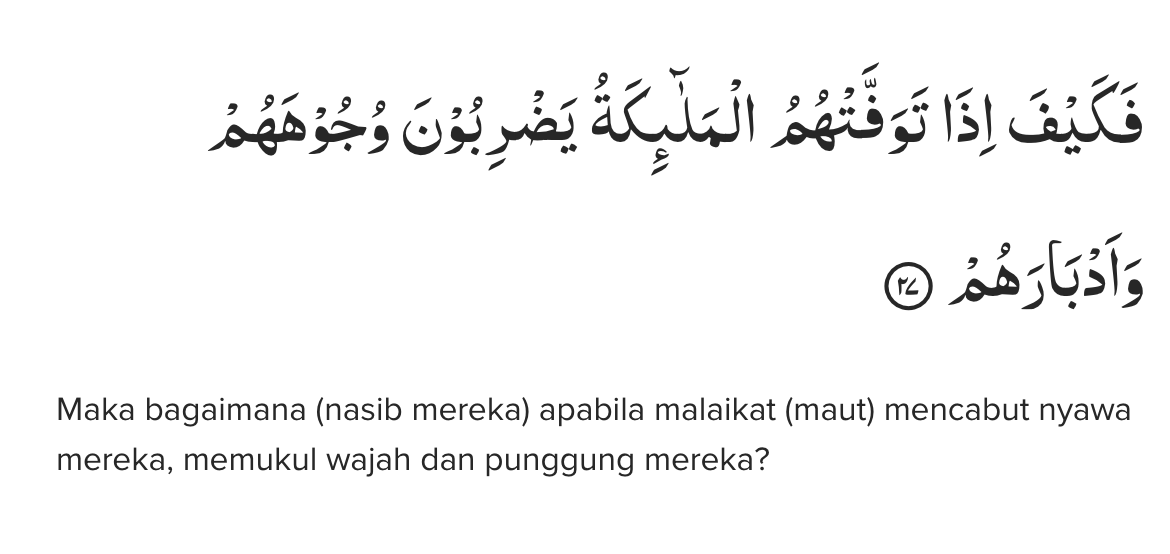 فَكَيْفَ اِذَا تَوَفَّتْهُمُ الْمَلٰۤىِٕكَةُ يَضْرِبُوْنَ وُجُوْهَهُمْ
وَاَدْبَارَهُمْ ٢٧
Maka bagaimana (nasib mereka) apabila malaikat (maut) mencabut nyawa
mereka, memukul wajah dan punggung mereka?